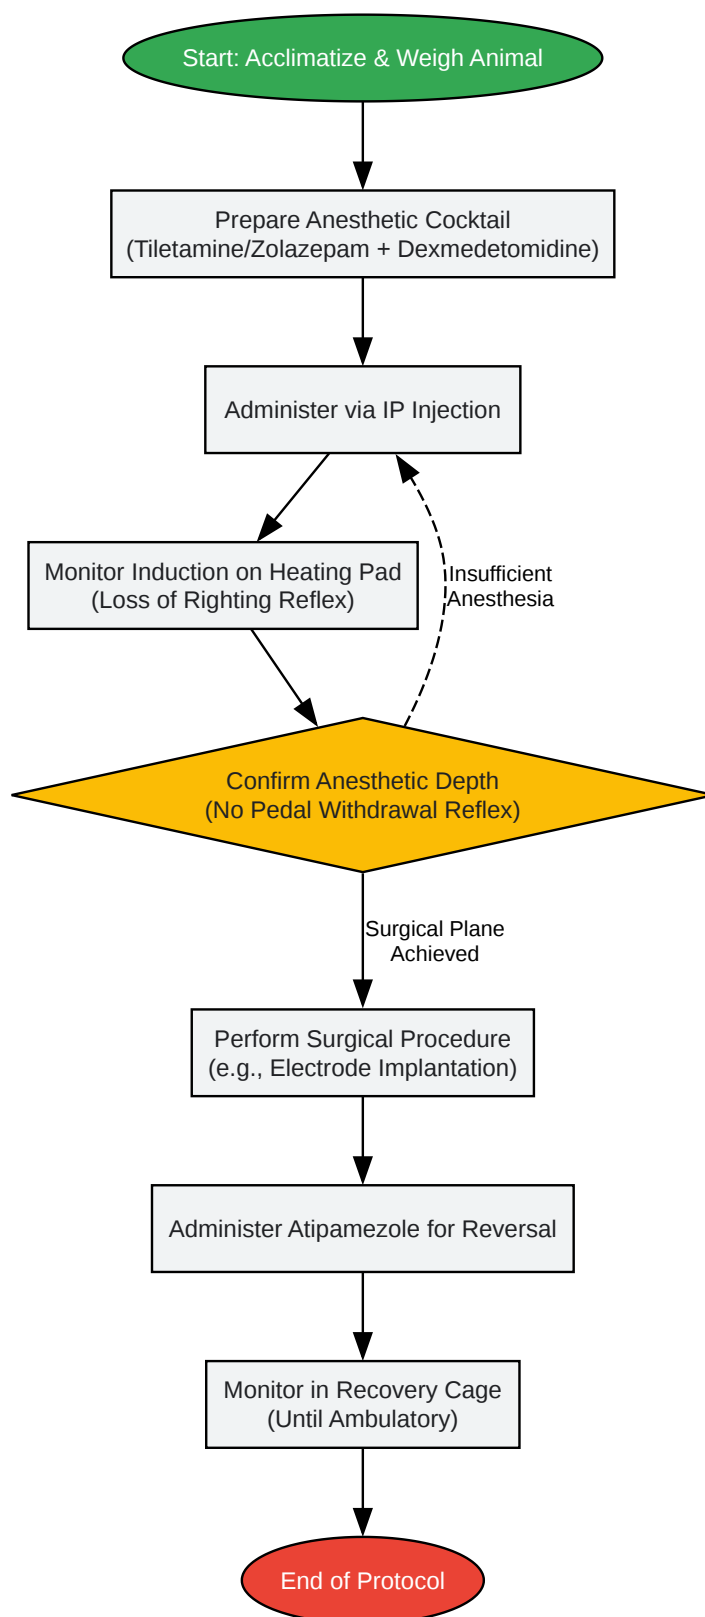 Start: Acclimatize & Weigh Animal
Prepare Anesthetic Cocktail
(Tiletamine/Zolazepam + Dexmedetomidine)
Administer via IP Injection
Monitor Induction on Heating Pad
(Loss of Righting Reflex)
Insufficient
Anesthesia
Confirm Anesthetic Depth
(No Pedal Withdrawal Reflex)
Surgical Plane
Achieved
Perform Surgical Procedure
(e.g., Electrode Implantation)
Administer Atipamezole for Reversal
Monitor in Recovery Cage
(Until Ambulatory)
End of Protocol